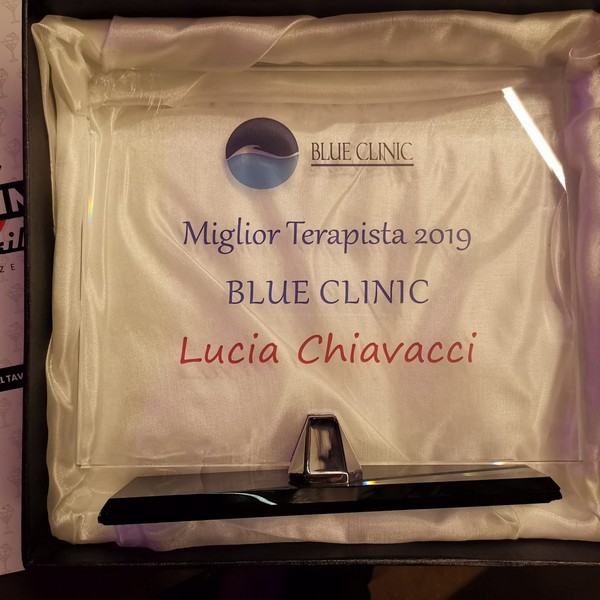 BLUE CLINIC
Miglior Terapista 2019
BLUE CLINIC
Lucia Chiavacci